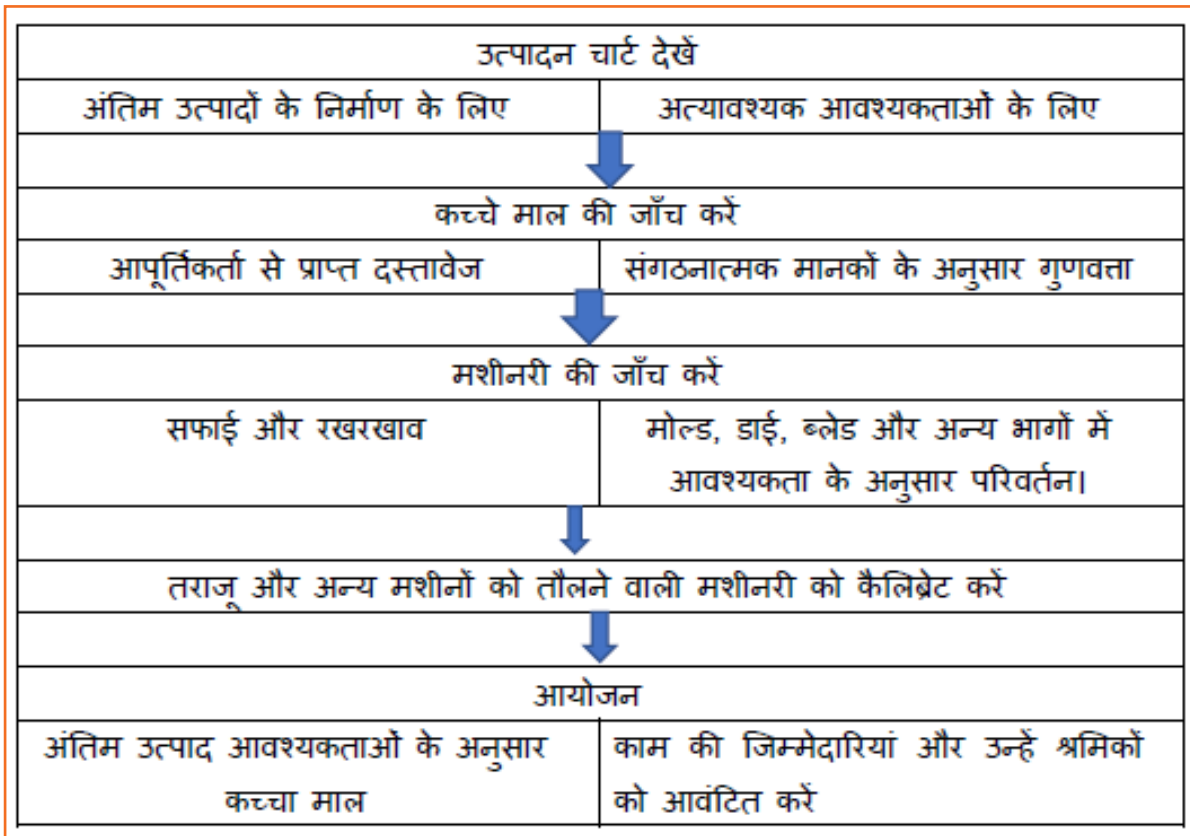 उत्पादन चार्ट देखें
अंतिम उत्पादों के निर्माण के लिए
अत्यावश्यक आवश्यकताओं के लिए
कच्चे माल की जाँच करें
आपूर्तिकर्ता से प्राप्त दस्तावेज
संगठनात्मक मानकों के अनुसार गुणवत्ता
मशीनरी की जाँच करें
सफाई और रखरखाव
मोल्ड, डाई, ब्लेड और अन्य भागों में
आवश्यकता के अनुसार परिवर्तन।
तराजू और अन्य मशीनों को तौलने वाली मशीनरी को कैलिब्रेट करें
आयोजन
अंतिम उत्पाद आवश्यकताओं के अनुसार
कच्चा माल
काम की जिम्मेदारियां और उन्हें श्रमिकों
को आवंटित करें